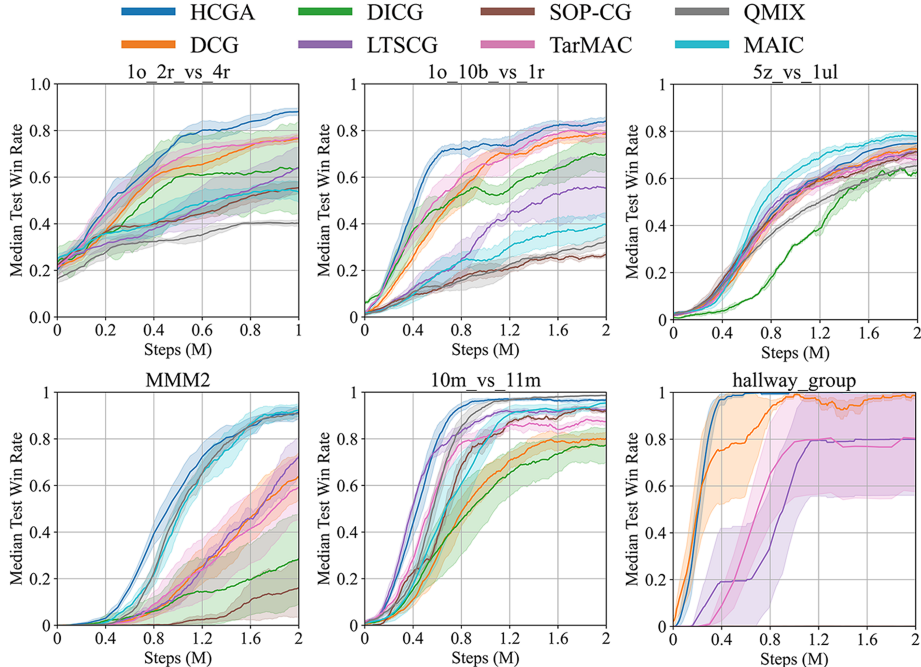 HCGA DICG SOP-CG QMIX
DCG LTSCG TarMAC MAIC
1o_2r_vs_4r 1o_10b_vs_1r 5z_vs_1ul
Median Test Win Rate Median Test Win Rate Median Test Win Rate
1.0 1.0 1.0
0.8 0.8 0.8
0.6 0.6 0.6
0.4 0.4 0.4
0.2 0.2 0.2
0.0 0 0
0 0.2 0.4 0.6 0.8 1 0 0.4 0.8 1.2 1.6 2 0 0.4 0.8 1.2 1.6 2
Steps (M) Steps (M) Steps (M)
MMM2 10m_vs_11m hallway_group
Median Test Win Rate Median Test Win Rate Median Test Win Rate
1 1 1
0.8 0.8 0.8
0.6 0.6 0.6
0.4 0.4 0.4
0.2 0.2 0.2
0 0 0
0 0.4 0.8 1.2 1.6 2 0 0.4 0.8 1.2 1.6 2 0 0.4 0.8 1.2 1.6 2
Steps (M) Steps (M) Steps (M)